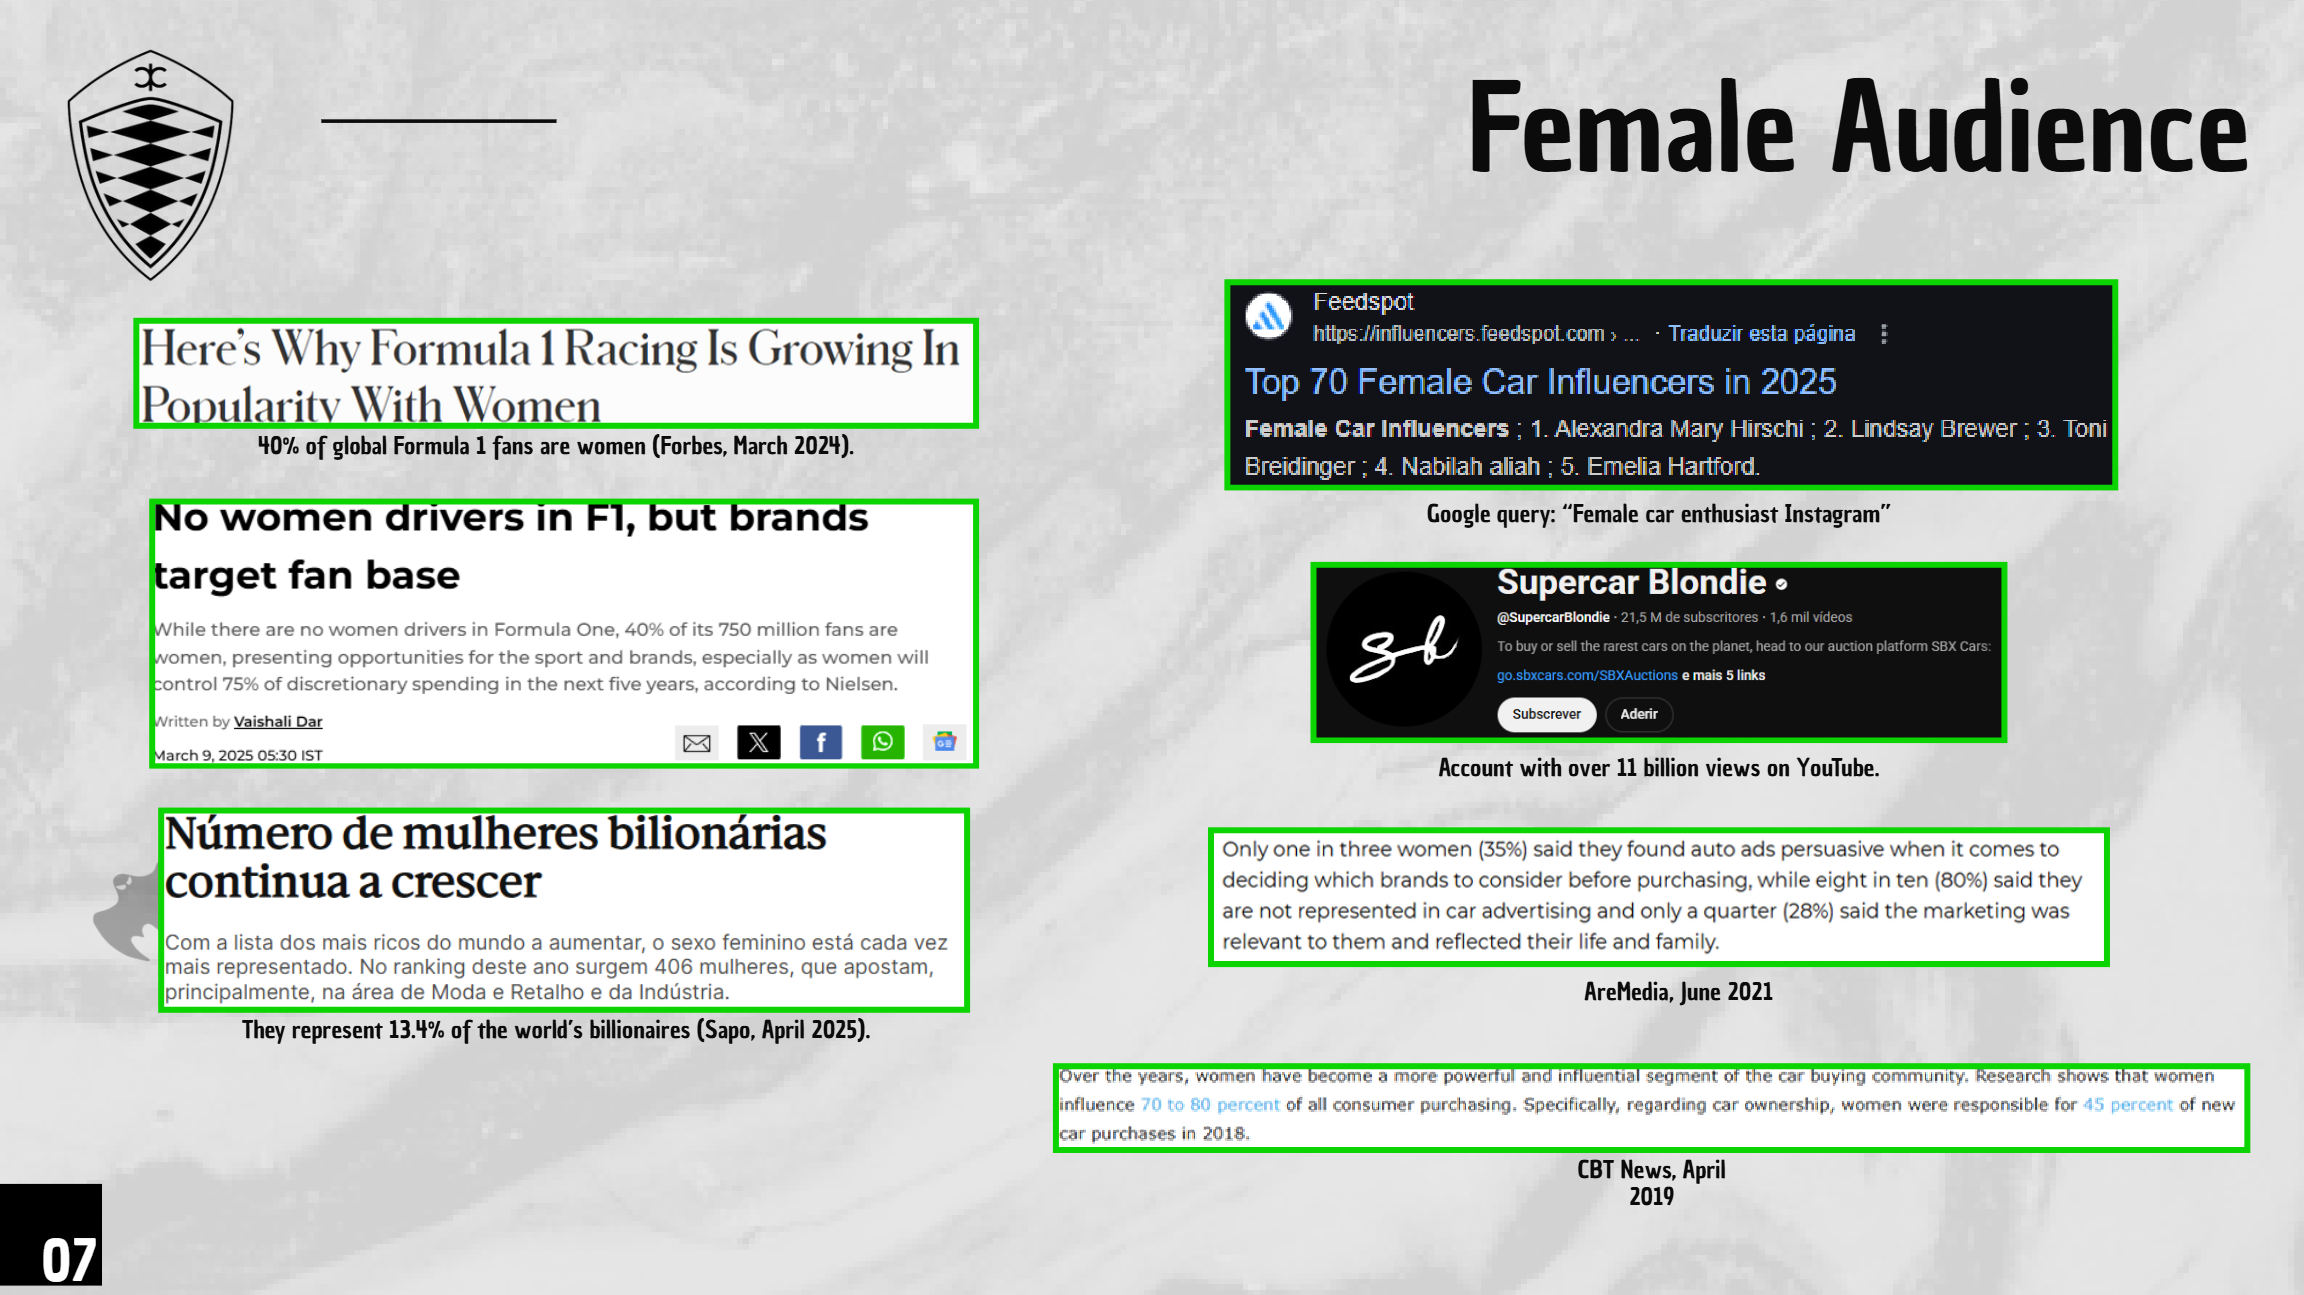 Female Audience
Here's Why Formula 1 Racing Is Growing In
Popularity With Women
40% of global Formula 1 fans are women (Forbes, March 2024).
No women drivers in F1, but brands
target fan base
While there are no women drivers in Formula One, 40% of its 750 million fans are
women, presenting opportunities for the sport and brands, especially as women will
control 75% of discretionary spending in the next five years, according to Nielsen.
Written by Vaishali Dar
March 9, 2025 05:30 IST
Número de mulheres bilionárias
continua a crescer
Com a lista dos mais ricos do mundo a aumentar, o sexo feminino está cada vez
mais representado. No ranking deste ano surgem 406 mulheres, que apostam,
principalmente, na área de Moda e Retalho e da Indústria.
They represent 13.4% of the world's billionaires (Sapo, April 2025).
Feedspot
https://influencers.feedspot.com › ... · Traduzir esta página
Top 70 Female Car Influencers in 2025
Female Car Influencers ; 1. Alexandra Mary Hirschi ; 2. Lindsay Brewer ; 3. Toni
Breidinger ; 4. Nabilah aliah ; 5. Emelia Hartford.
Google query: “Female car enthusiast Instagram”
sb
Supercar Blondie
@SupercarBlondie · 21,5 M de subscritores · 1,6 mil vídeos
To buy or sell the rarest cars on the planet, head to our auction platform SBX Cars:
go.sbxcars.com/SBXAuctions e mais 5 links
Subscrever Aderir
Account with over 11 billion views on YouTube.
Only one in three women (35%) said they found auto ads persuasive when it comes to
deciding which brands to consider before purchasing, while eight in ten (80%) said they
are not represented in car advertising and only a quarter (28%) said the marketing was
relevant to them and reflected their life and family.
AreMedia, June 2021
Over the years, women have become a more powerful and influential segment of the car buying community. Research shows that women
influence 70 to 80 percent of all consumer purchasing. Specifically, regarding car ownership, women were responsible for 45 percent of new
car purchases in 2018.
CBT News, April
2019
07